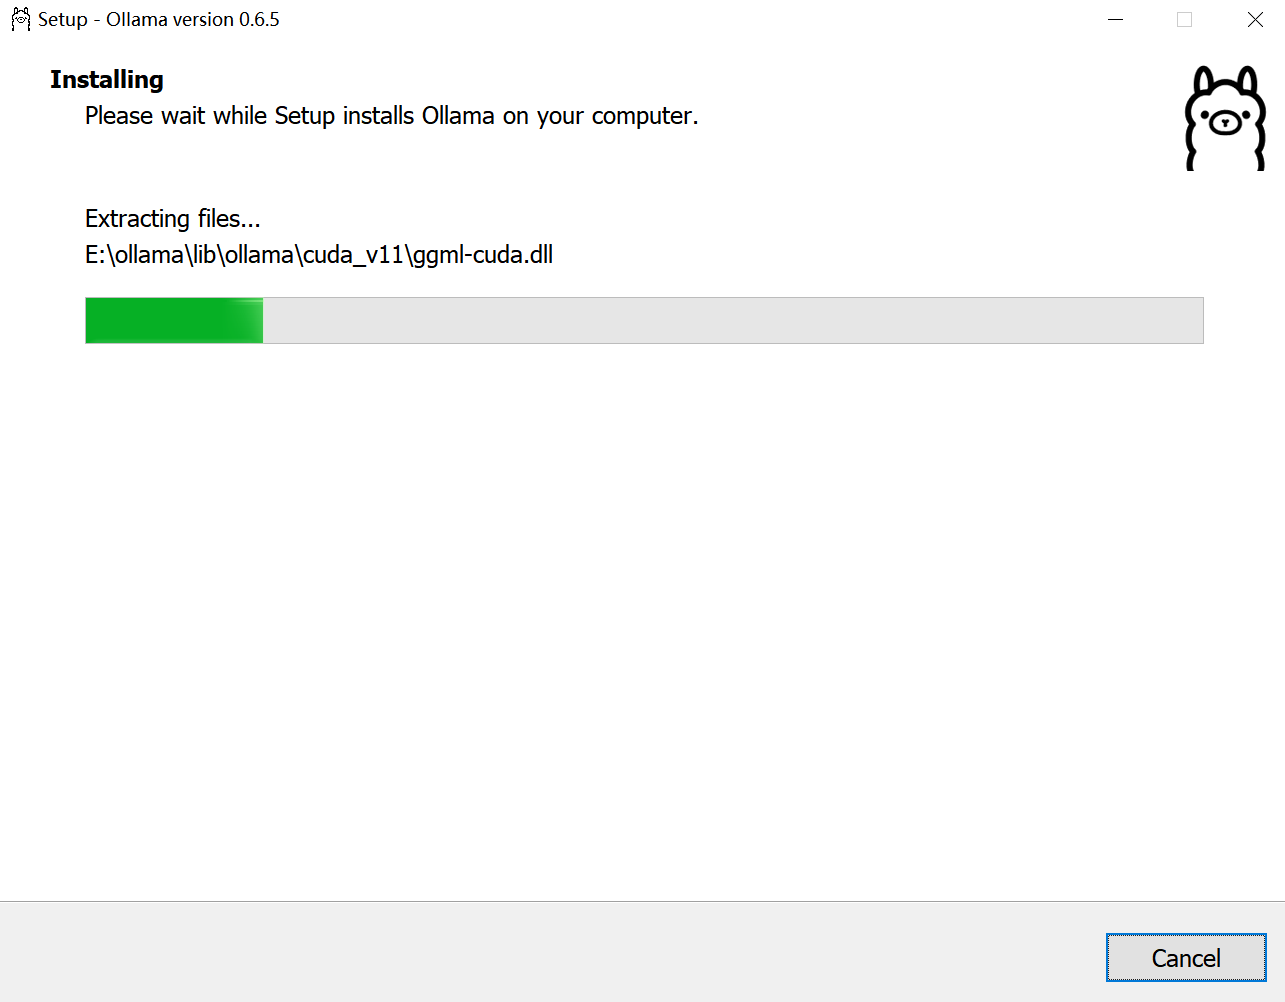 Setup - Ollama version 0.6.5
Installing
Please wait while Setup installs Ollama on your computer.
Extracting files...
E:\ollama\lib\ollama\cuda_v11\ggml-cuda.dll
Cancel